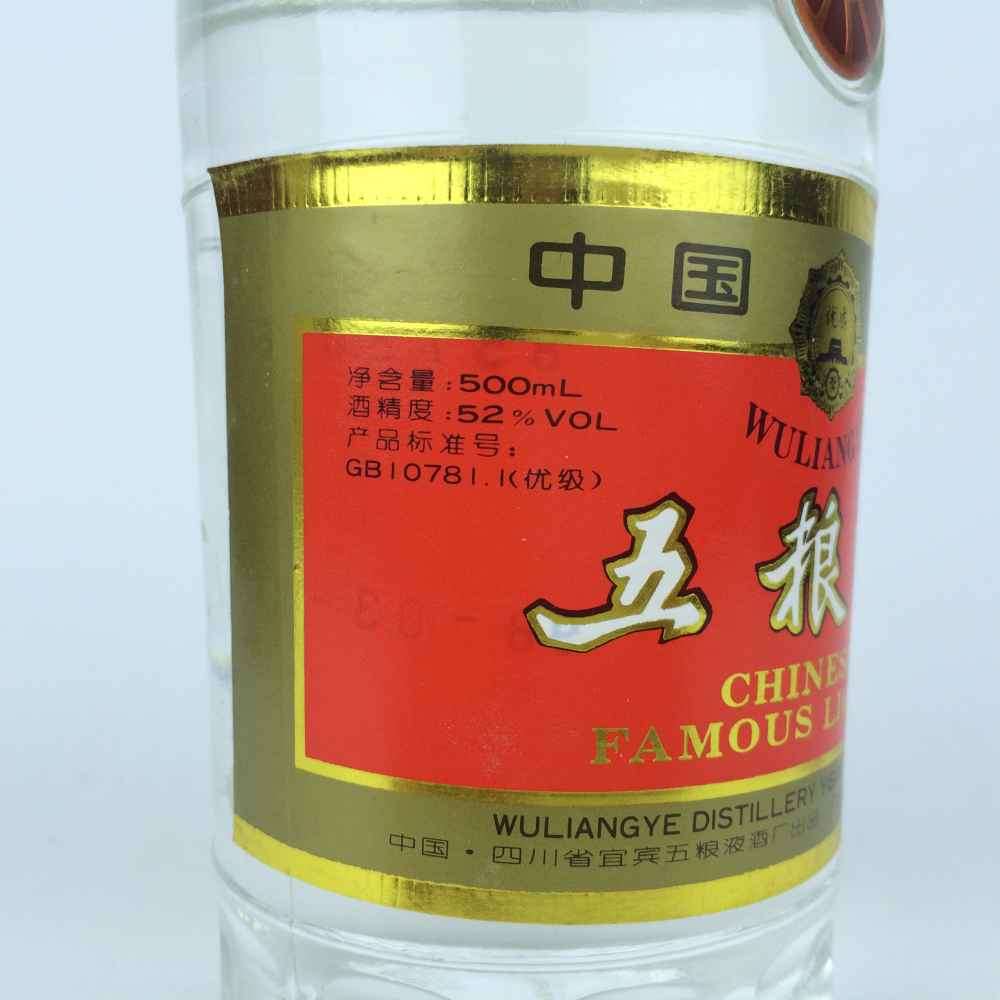 中国
净含量:500mL
酒精度:52%VOL
产品标准号:
GB10781.1(优级)
WULIANG
五粮
CHINES
FAMOUS L
WULIANGYE DISTILLERY
中国·四川省宜宾五粮液酒厂出品